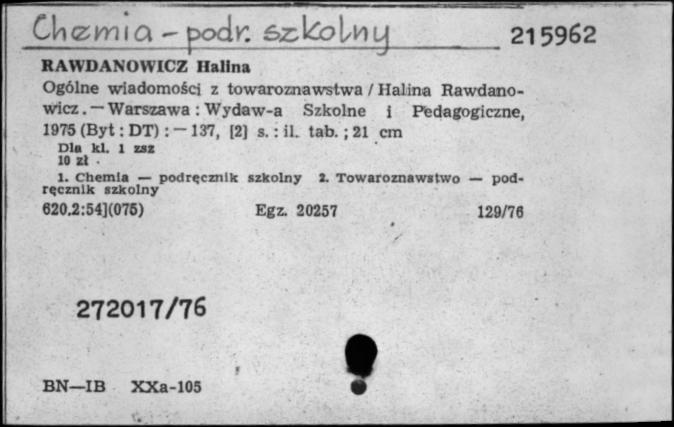 Chemia - podr. szkolny 215962
RAWDANOWICZ Halina
Ogólne wiadomości z towaroznawstwa / Halina Rawdano-
wicz. — Warszawa : Wydaw-a Szkolne i Pedagogiczne,
1975 (Byt : DT) : — 137, [2] s. : il. tab. ; 21 cm
Dla kl. 1 zsz
10 zł
1. Chemia — podręcznik szkolny 2. Towaroznawstwo — pod-
ręcznik szkolny
620.2:54](075) Egz. 20257 129/76
272017/76
BN—IB XXa-105